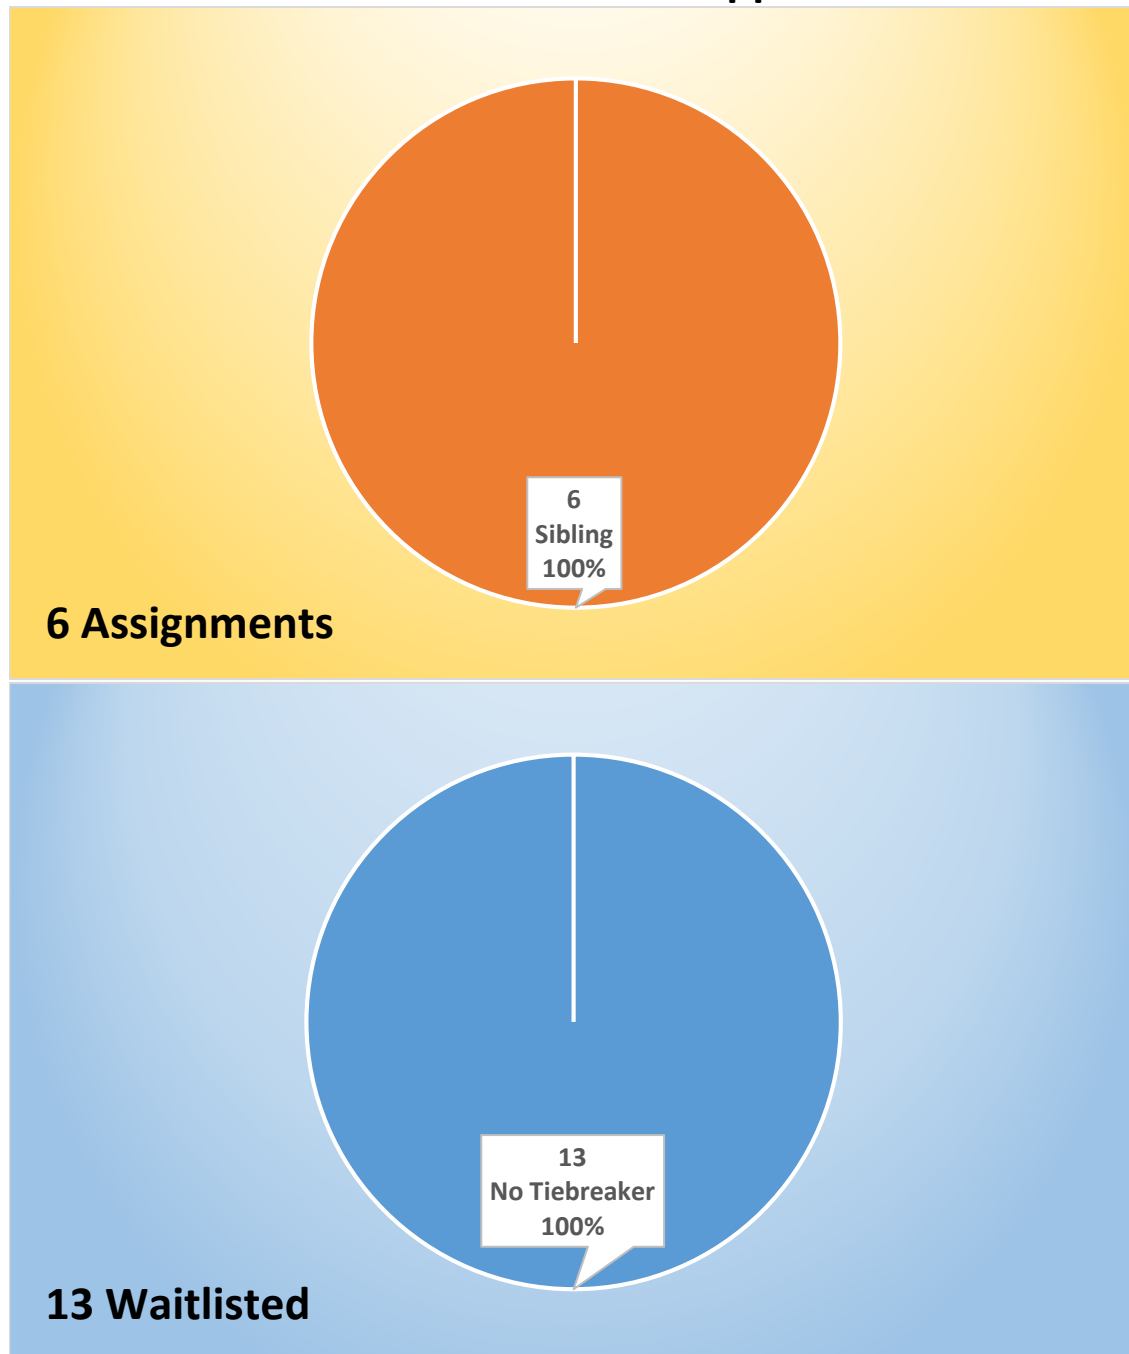 6
Sibling
100%
6 Assignments
13
No Tiebreaker
100%
13 Waitlisted